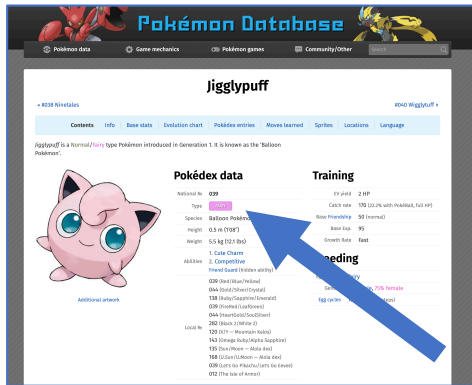 Pokémon Database
Pokémon data Game mechanics Pokémon games Community/Other Search
Jigglypuff
« #038 Ninetales #040 Wigglytuff »
Contents Info Base stats Evolution chart Pokédex entries Moves learned Sprites Locations Language
Jigglypuff is a Normal/Fairy type Pokémon introduced in Generation 1. It is known as the 'Balloon
Pokémon'.
Additional artwork
Pokédex data
National № 039
Type
Species Balloon Pokémo
Height 0.5 m (1′08″)
Weight 5.5 kg (12.1 lbs)
Abilities 1. Cute Charm
2. Competitive
Friend Guard (hidden ability)
Local № 039 (Red/Blue/Yellow)
044 (Gold/Silver/Crystal)
138 (Ruby/Sapphire/Emerald)
039 (FireRed/LeafGreen)
044 (HeartGold/SoulSilver)
282 (Black 2/White 2)
120 (X/Y — Mountain Kalos)
143 (Omega Ruby/Alpha Sapphire)
135 (Sun/Moon — Alola dex)
168 (U.Sun/U.Moon — Alola dex)
039 (Let's Go Pikachu/Let's Go Eevee)
012 (The Isle of Armor)
Training
EV yield 2 HP
Catch rate 170 (22.2% with PokéBall, full HP)
Base Friendship 50 (normal)
Base Exp. 95
Growth Rate Fast
eeding
iry
Gen e, 75% female
Egg cycles